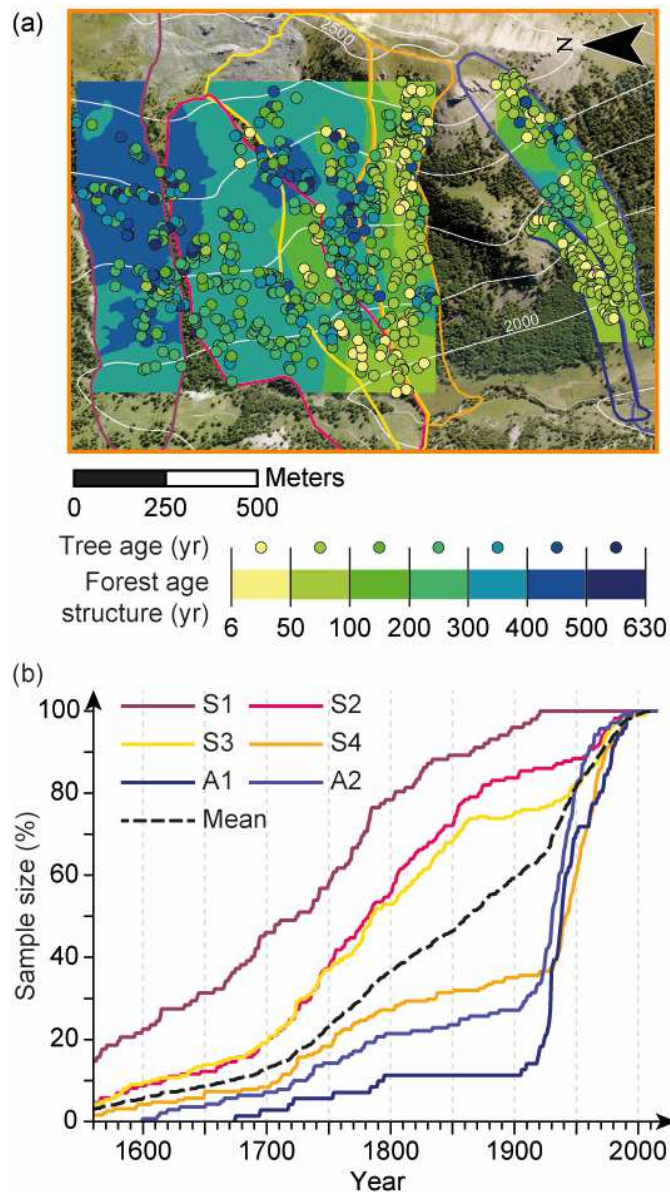 (a)
2500
N
2000
Meters
0 250 500
Tree age (yr)
Forest age
structure (yr)
6 50 100 200 300 400 500 630
(b)
100
80
60
40
20
0
Sample size (%)
S1 S2
S3 S4
A1 A2
Mean
1600 1700 1800 1900 2000
Year